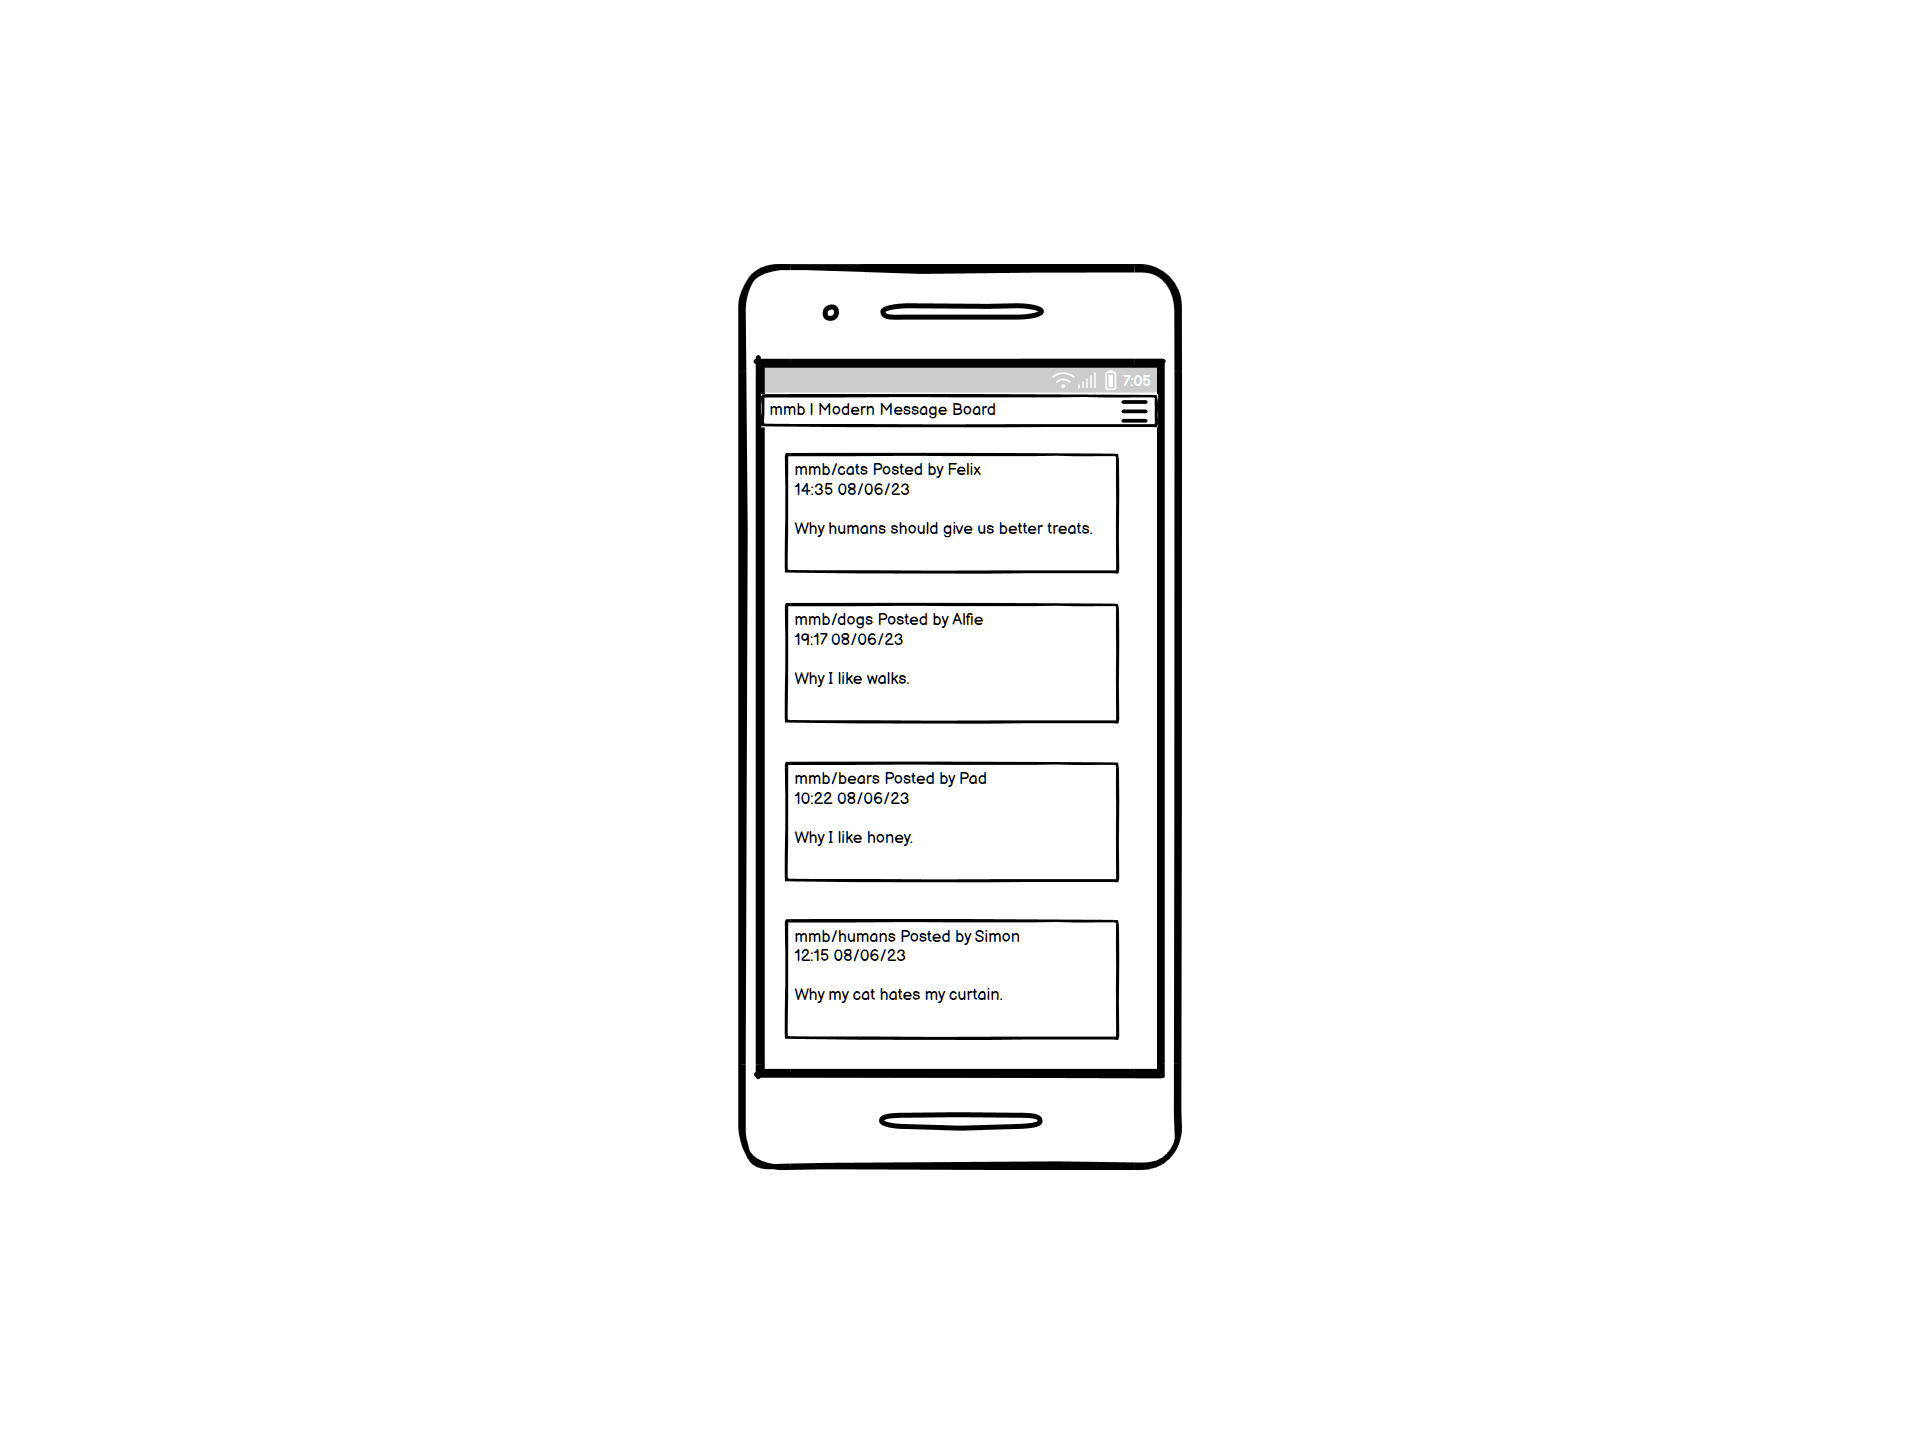 7:05
mmb | Modern Message Board
mmb/cats Posted by Felix
14:35 08/06/23
Why humans should give us better treats.
mmb/dogs Posted by Alfie
19:17 08/06/23
Why I like walks.
mmb/bears Posted by Pad
10:22 08/06/23
Why I like honey.
mmb/humans Posted by Simon
12:15 08/06/23
Why my cat hates my curtain.